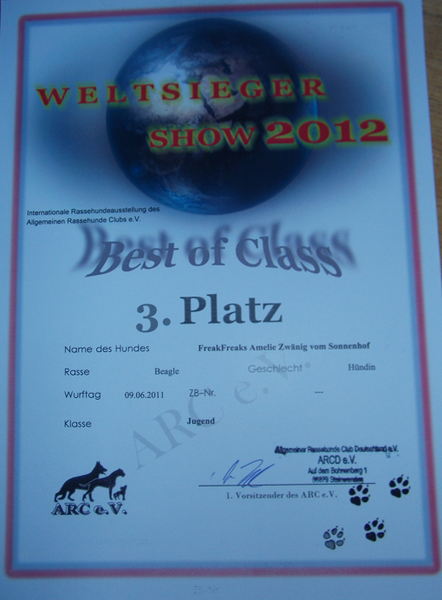 WELTSIEGER
SHOW 2012
Internationale Rassehundeausstellung des
Allgemeinen Rassehunde Clubs e.V.
Best of Class
3. Platz
Name des Hundes FreakFreaks Amelie Zwänig vom Sonnenhof
Rasse Beagle Geschlecht Hündin
Wurftag 09.06.2011 ZB-Nr. ---
Klasse Jugend
ARC e.V.
Allgemeiner Rassehunde Club Deutschland e.V.
ARCD e.V.
Auf dem Bohnenberg 1
1. Vorsitzender des ARC e.V.
ARC e.V.